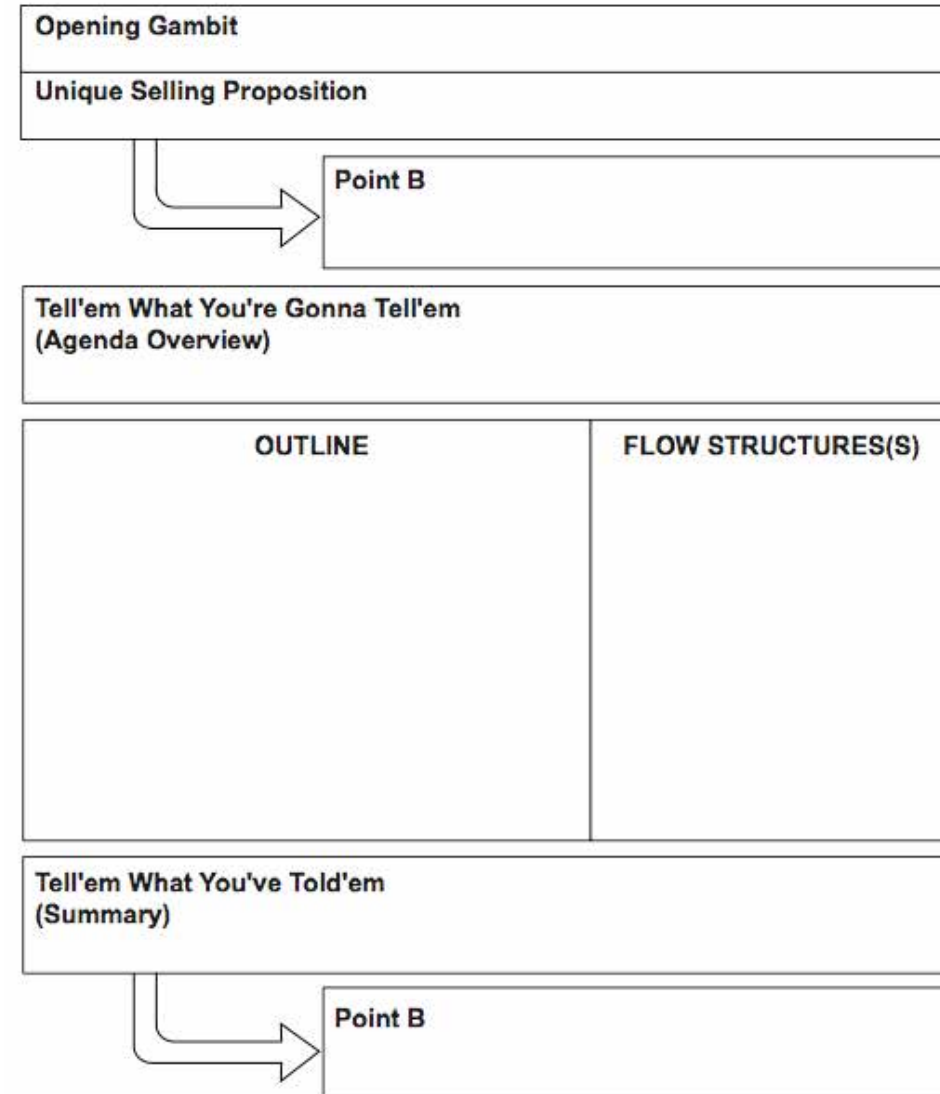 Opening Gambit
Unique Selling Proposition
Point B
Tell'em What You're Gonna Tell'em
(Agenda Overview)
OUTLINE
FLOW STRUCTURES(S)
Tell'em What You've Told'em
(Summary)
Point B